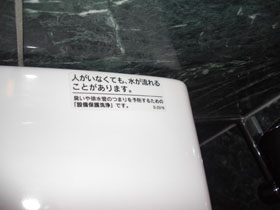 人がいなくても、水が流れる
ことがあります。
臭いや排水管のつまりを予防するための
「設備保護洗浄」です。